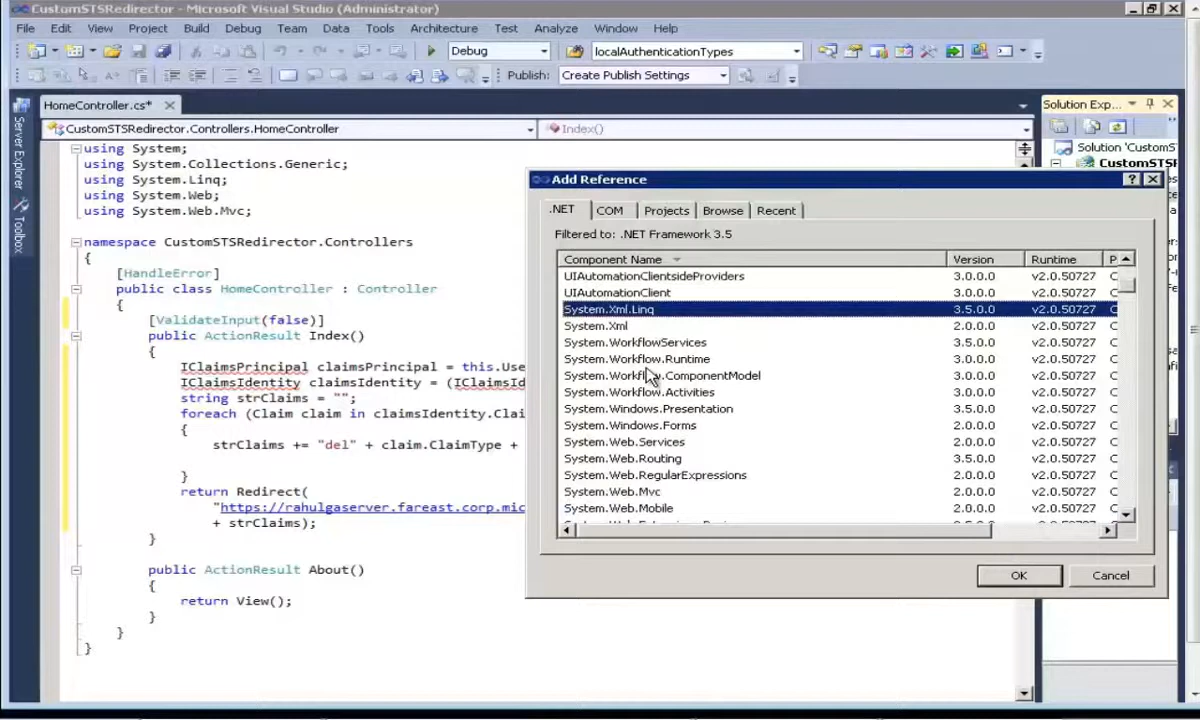 CustomSTSRedirector - Microsoft Visual Studio (Administrator)
File Edit View Project Build Debug Team Data Tools Architecture Test Analyze Window Help
Debug localAuthenticationTypes
Publish: Create Publish Settings
HomeController.cs*
Solution Exp...
CustomSTSRedirector.Controllers.HomeController Index()
Server Explorer
Toolbox
Solution 'CustomS
CustomSTSR
using System;
using System.Collections.Generic;
using System.Linq;
using System.Web;
using System.Web.Mvc;
namespace CustomSTSRedirector.Controllers
{
[HandleError]
public class HomeController : Controller
{
[ValidateInput(false)]
public ActionResult Index()
{
IClaimsPrincipal claimsPrincipal = this.Use
IClaimsIdentity claimsIdentity = (IClaimsId
string strClaims = "";
foreach (Claim claim in claimsIdentity.Clai
{
strClaims += "del" + claim.ClaimType +
}
return Redirect(
"https://rahulgaserver.fareast.corp.mic
+ strClaims);
}
public ActionResult About()
{
return View();
}
}
}
Add Reference
.NET COM Projects Browse Recent
Filtered to: .NET Framework 3.5
Component Name Version Runtime P
UIAutomationClientsideProviders 3.0.0.0 v2.0.50727 C
UIAutomationClient 3.0.0.0 v2.0.50727 C
System.Xml.Linq 3.5.0.0 v2.0.50727 C
System.Xml 2.0.0.0 v2.0.50727 C
System.WorkflowServices 3.5.0.0 v2.0.50727 C
System.Workflow.Runtime 3.0.0.0 v2.0.50727 C
System.Workflow.ComponentModel 3.0.0.0 v2.0.50727 C
System.Workflow.Activities 3.0.0.0 v2.0.50727 C
System.Windows.Presentation 3.5.0.0 v2.0.50727 C
System.Windows.Forms 2.0.0.0 v2.0.50727 C
System.Web.Services 2.0.0.0 v2.0.50727 C
System.Web.Routing 3.5.0.0 v2.0.50727 C
System.Web.RegularExpressions 2.0.0.0 v2.0.50727 C
System.Web.Mvc 2.0.0.0 v2.0.50727 C
System.Web.Mobile 2.0.0.0 v2.0.50727 C
OK Cancel